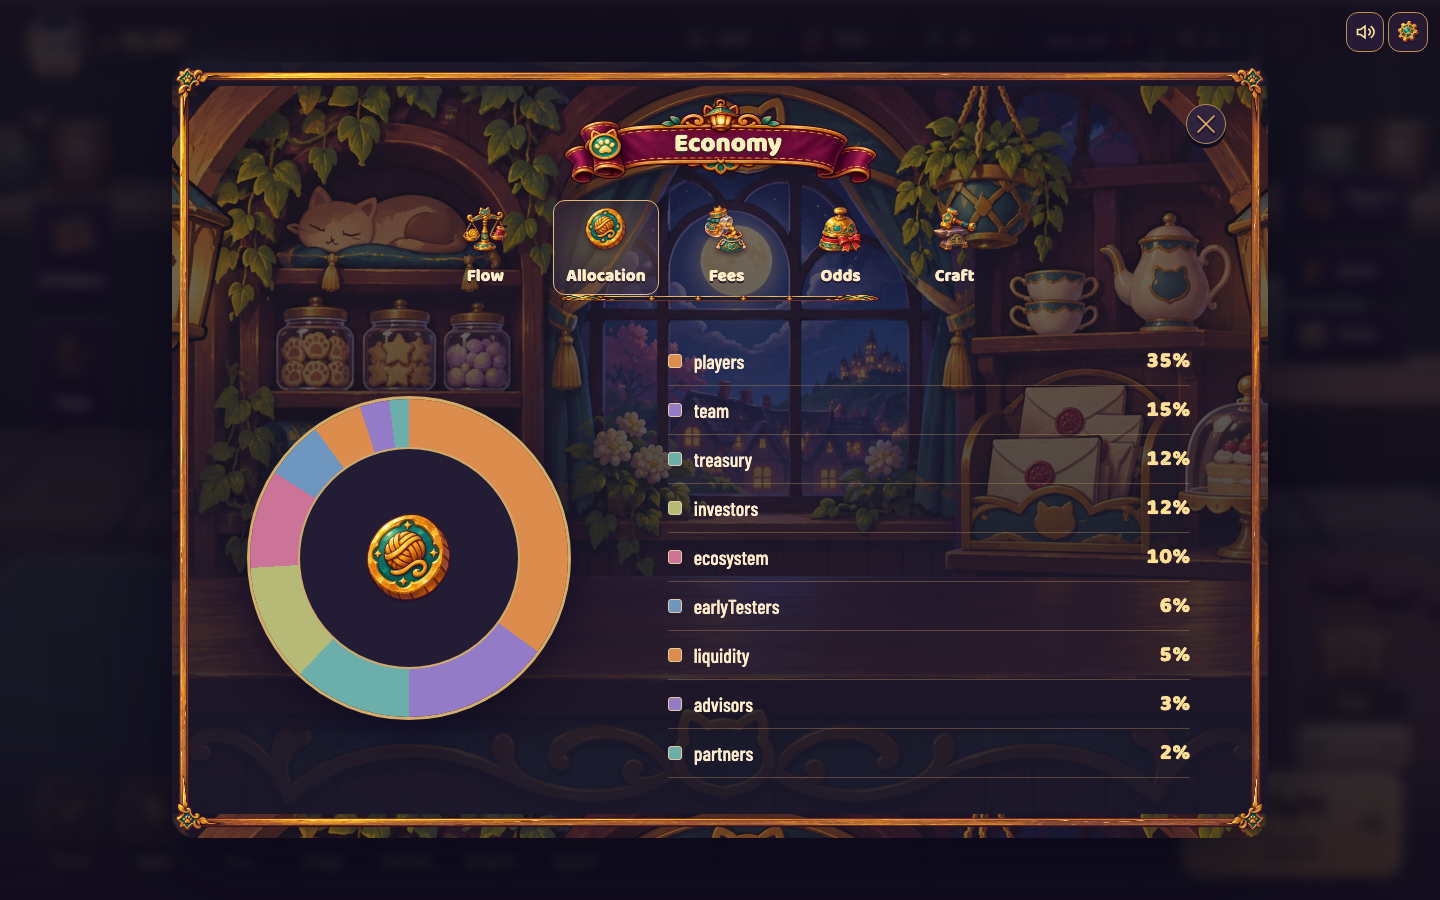 Economy
Flow
Allocation
Fees
Odds
Craft
players 35%
team 15%
treasury 12%
investors 12%
ecosystem 10%
earlyTesters 6%
liquidity 5%
advisors 3%
partners 2%